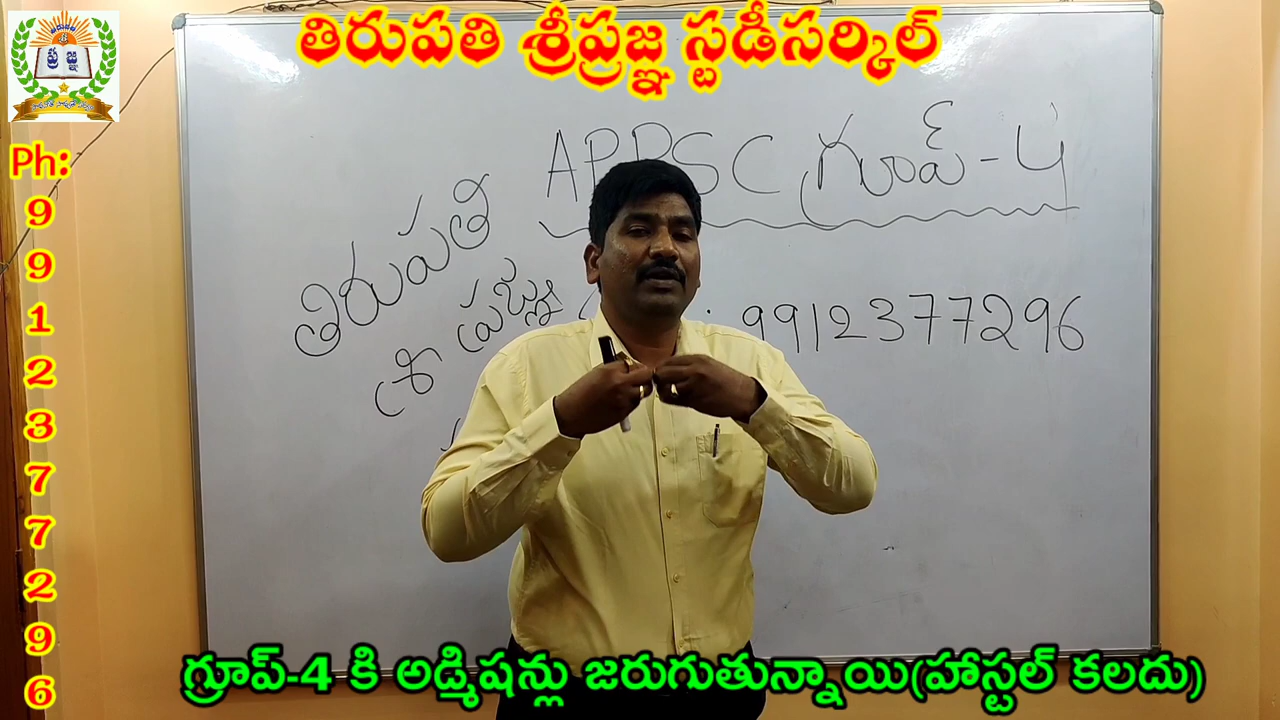 తిరుపతి శ్రీప్రజ్ఞ స్టడీసర్కిల్
Ph:
9
9
1
2
3
7
7
2
9
6
APPSC గ్రూప్-4
తిరుపతి
శ్రీ ప్రజ్ఞ
: 9912377296
గ్రూప్-4 కి అడ్మిషన్లు జరుగుతున్నాయి(హాస్టల్ కలదు)